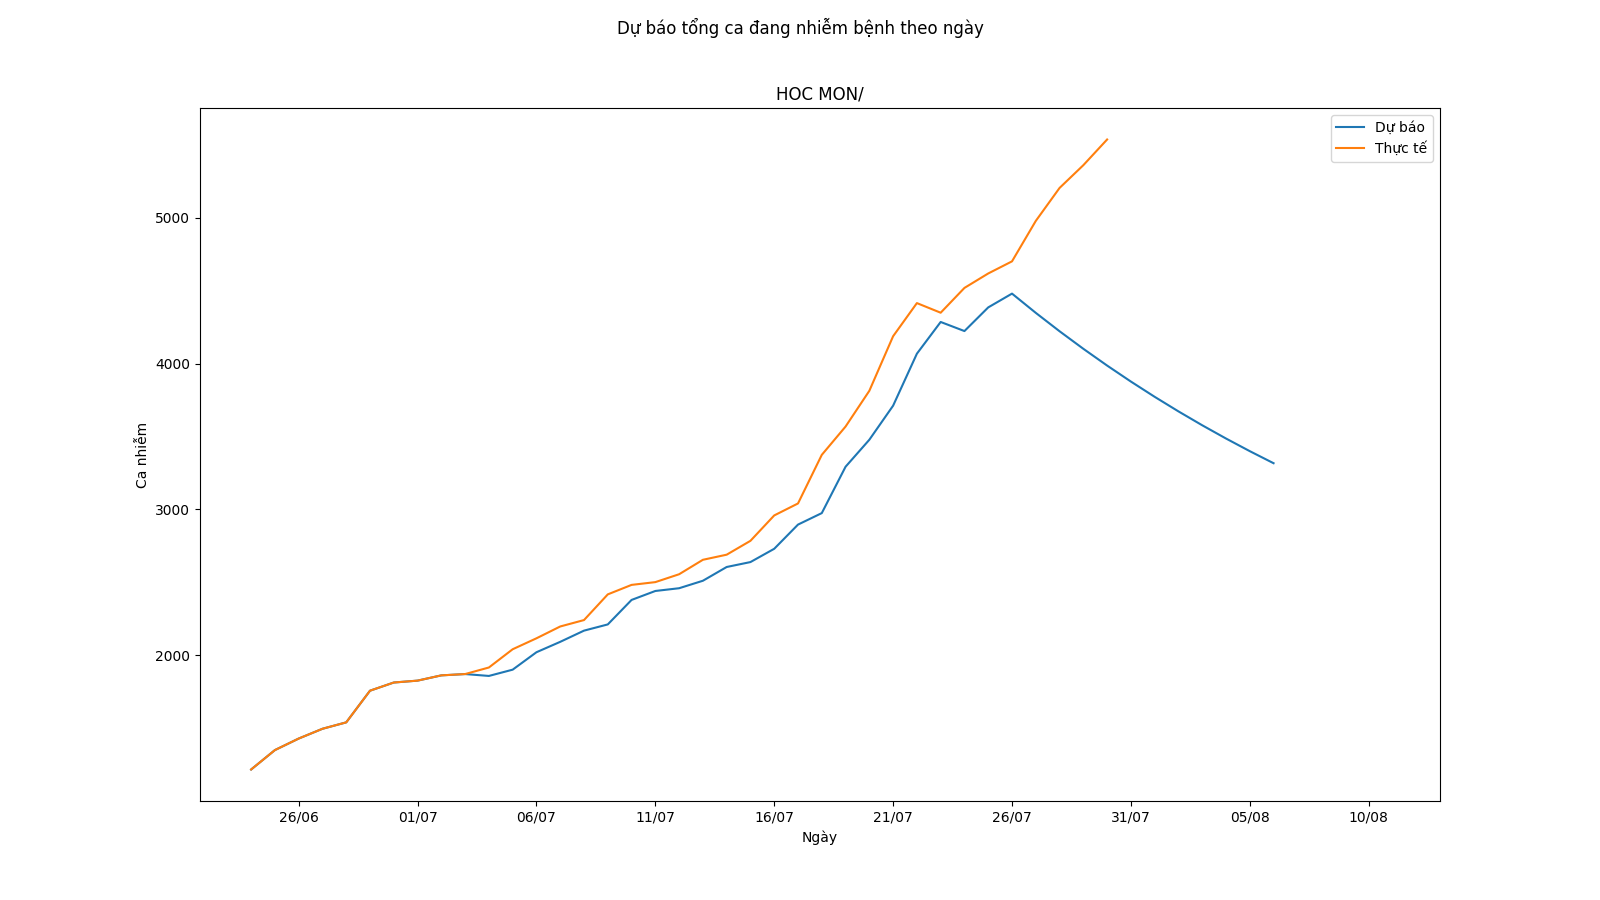 Dự báo tổng ca đang nhiễm bệnh theo ngày
HOC MON/
Dự báo
Thực tế
5000
4000
3000
2000
Ca nhiễm
26/06 01/07 06/07 11/07 16/07 21/07 26/07 31/07 05/08 10/08
Ngày